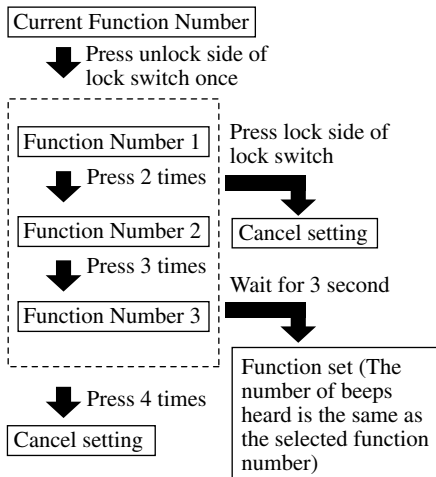 Current Function Number
Press unlock side of
lock switch once
Function Number 1
Press lock side of
lock switch
Press 2 times
Function Number 2
Cancel setting
Press 3 times
Wait for 3 second
Function Number 3
Function set (The
number of beeps
heard is the same as
the selected function
number)
Press 4 times
Cancel setting